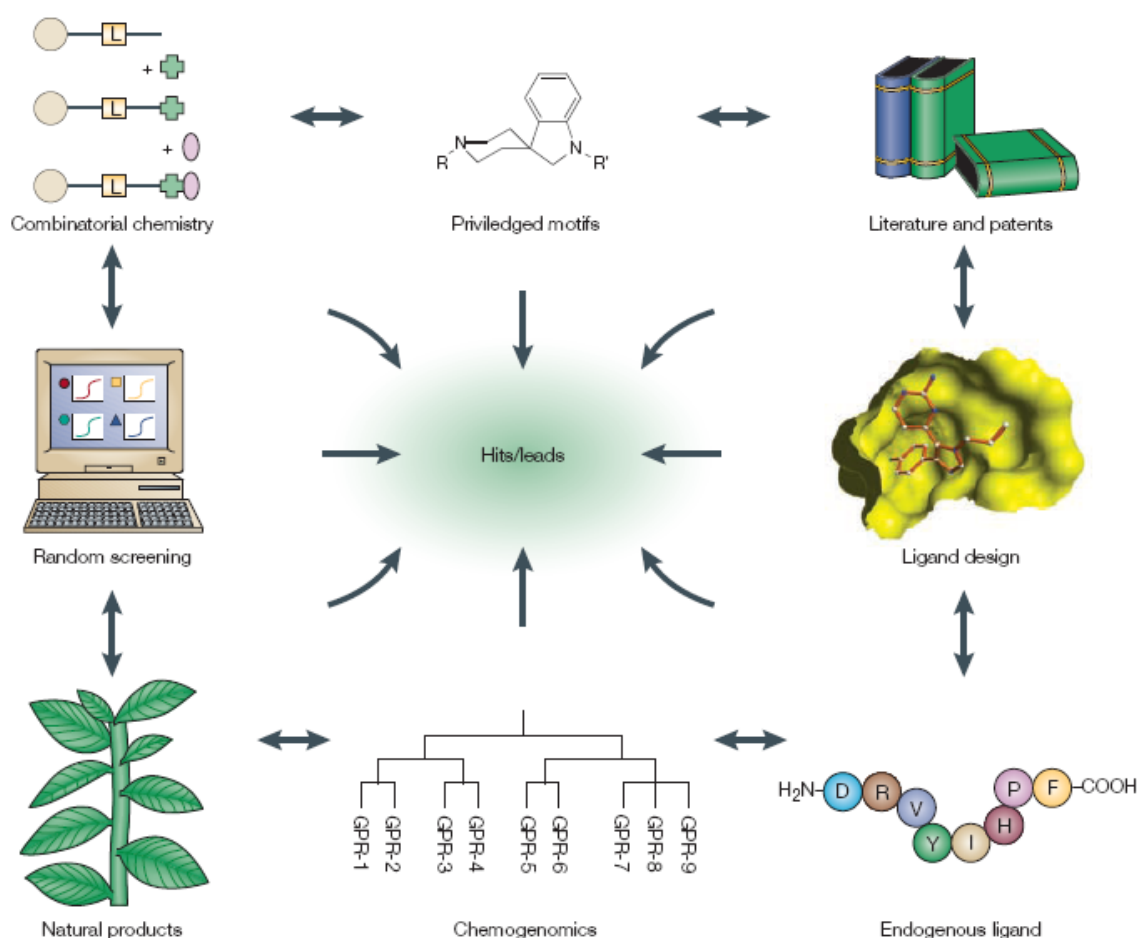 L
+
L
+
L
Combinatorial chemistry
N
R
N
R'
Priviledged motifs
Literature and patents
Random screening
Hits/leads
Ligand design
Natural products
GPR-1
GPR-2
GPR-3
GPR-4
GPR-5
GPR-6
GPR-7
GPR-8
GPR-9
Chemogenomics
H₂N D R V Y I H P F COOH
Endogenous ligand